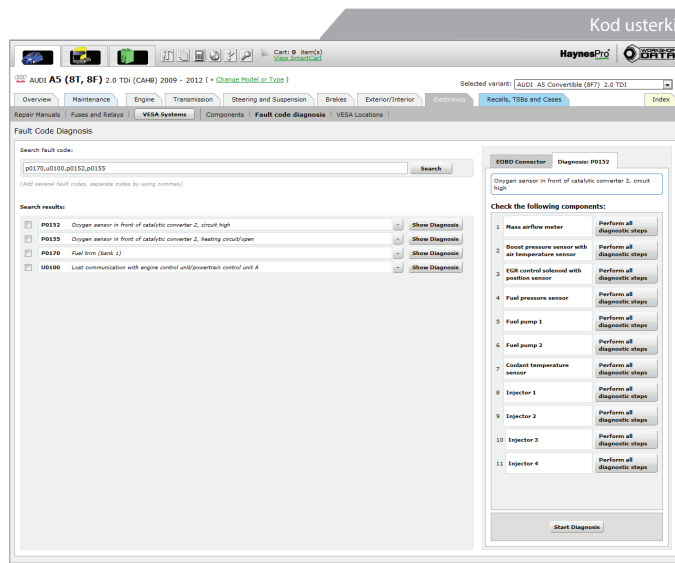 Kod usterki
Cart: 0 item(s)
View SmartCart
HaynesPro
WORKSHOP
DATA
AUDI A5 (8T, 8F) 2.0 TDi (CAHB) 2009 - 2012 ( « Change Model or Type )
Selected variant: AUDI A5 Convertible (8F7) 2.0 TDI
Overview Maintenance Engine Transmission Steering and Suspension Brakes Exterior/Interior Electronics Recalls, TSBs and Cases Index
Repair Manuals Fuses and Relays VESA Systems Components Fault code diagnosis VESA Locations
Fault Code Diagnosis
Search fault code:
p0170,u0100,p0152,p0155 Search
(Add several fault codes, seperate codes by using commas)
Search results:
P0152 Oxygen sensor in front of catalytic converter 2, circuit high - Show Diagnosis
P0155 Oxygen sensor in front of catalytic converter 2, heating circuit/open - Show Diagnosis
P0170 Fuel trim (bank 1) - Show Diagnosis
U0100 Lost communication with engine control unit/powertrain control unit A - Show Diagnosis
EOBD Connector Diagnosis: P0152
Oxygen sensor in front of catalytic converter 2, circuit
high
Check the following components:
1 Mass airflow meter Perform all
diagnostic steps
2 Boost pressure sensor with
air temperature sensor Perform all
diagnostic steps
3 EGR control solenoid with
position sensor Perform all
diagnostic steps
4 Fuel pressure sensor Perform all
diagnostic steps
5 Fuel pump 1 Perform all
diagnostic steps
6 Fuel pump 2 Perform all
diagnostic steps
7 Coolant temperature
sensor Perform all
diagnostic steps
8 Injector 1 Perform all
diagnostic steps
9 Injector 2 Perform all
diagnostic steps
10 Injector 3 Perform all
diagnostic steps
11 Injector 4 Perform all
diagnostic steps
Start Diagnosis